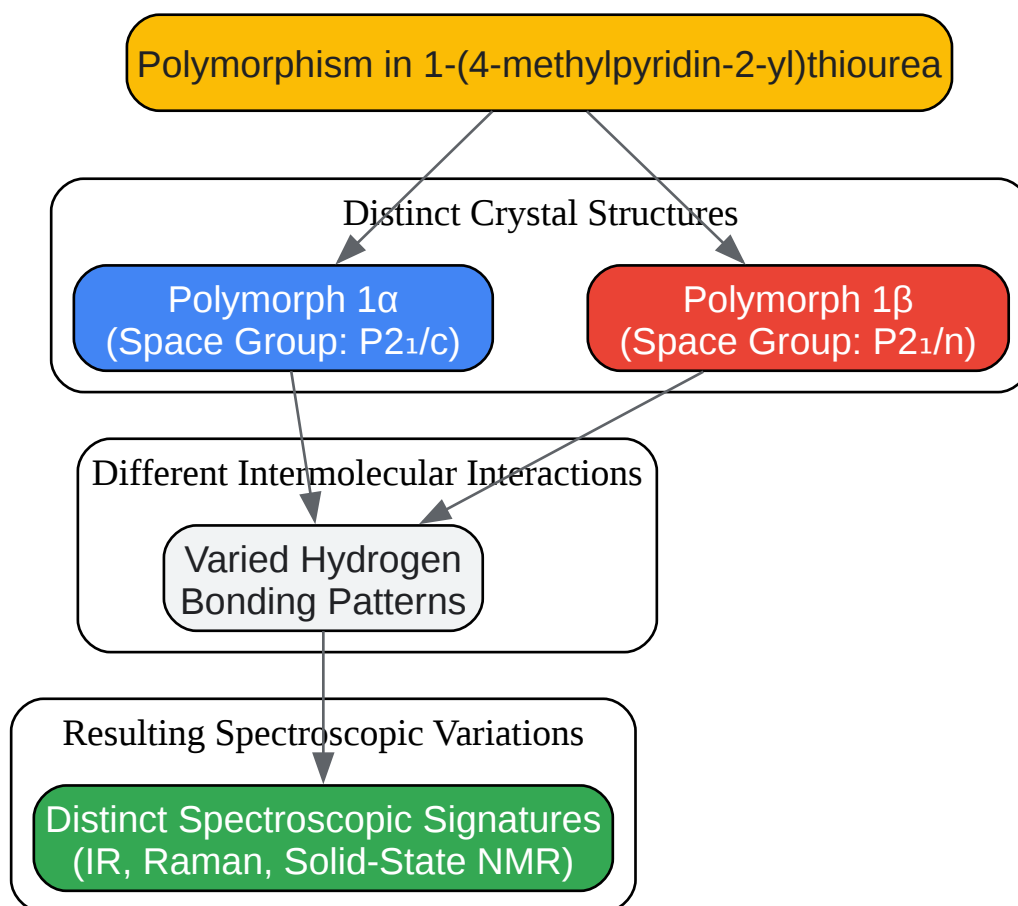 Polymorphism in 1-(4-methylpyridin-2-yl)thiourea
Distinct Crystal Structures
Polymorph 1α
(Space Group: P2₁/c)
Polymorph 1β
(Space Group: P2₁/n)
Different Intermolecular Interactions
Varied Hydrogen
Bonding Patterns
Resulting Spectroscopic Variations
Distinct Spectroscopic Signatures
(IR, Raman, Solid-State NMR)